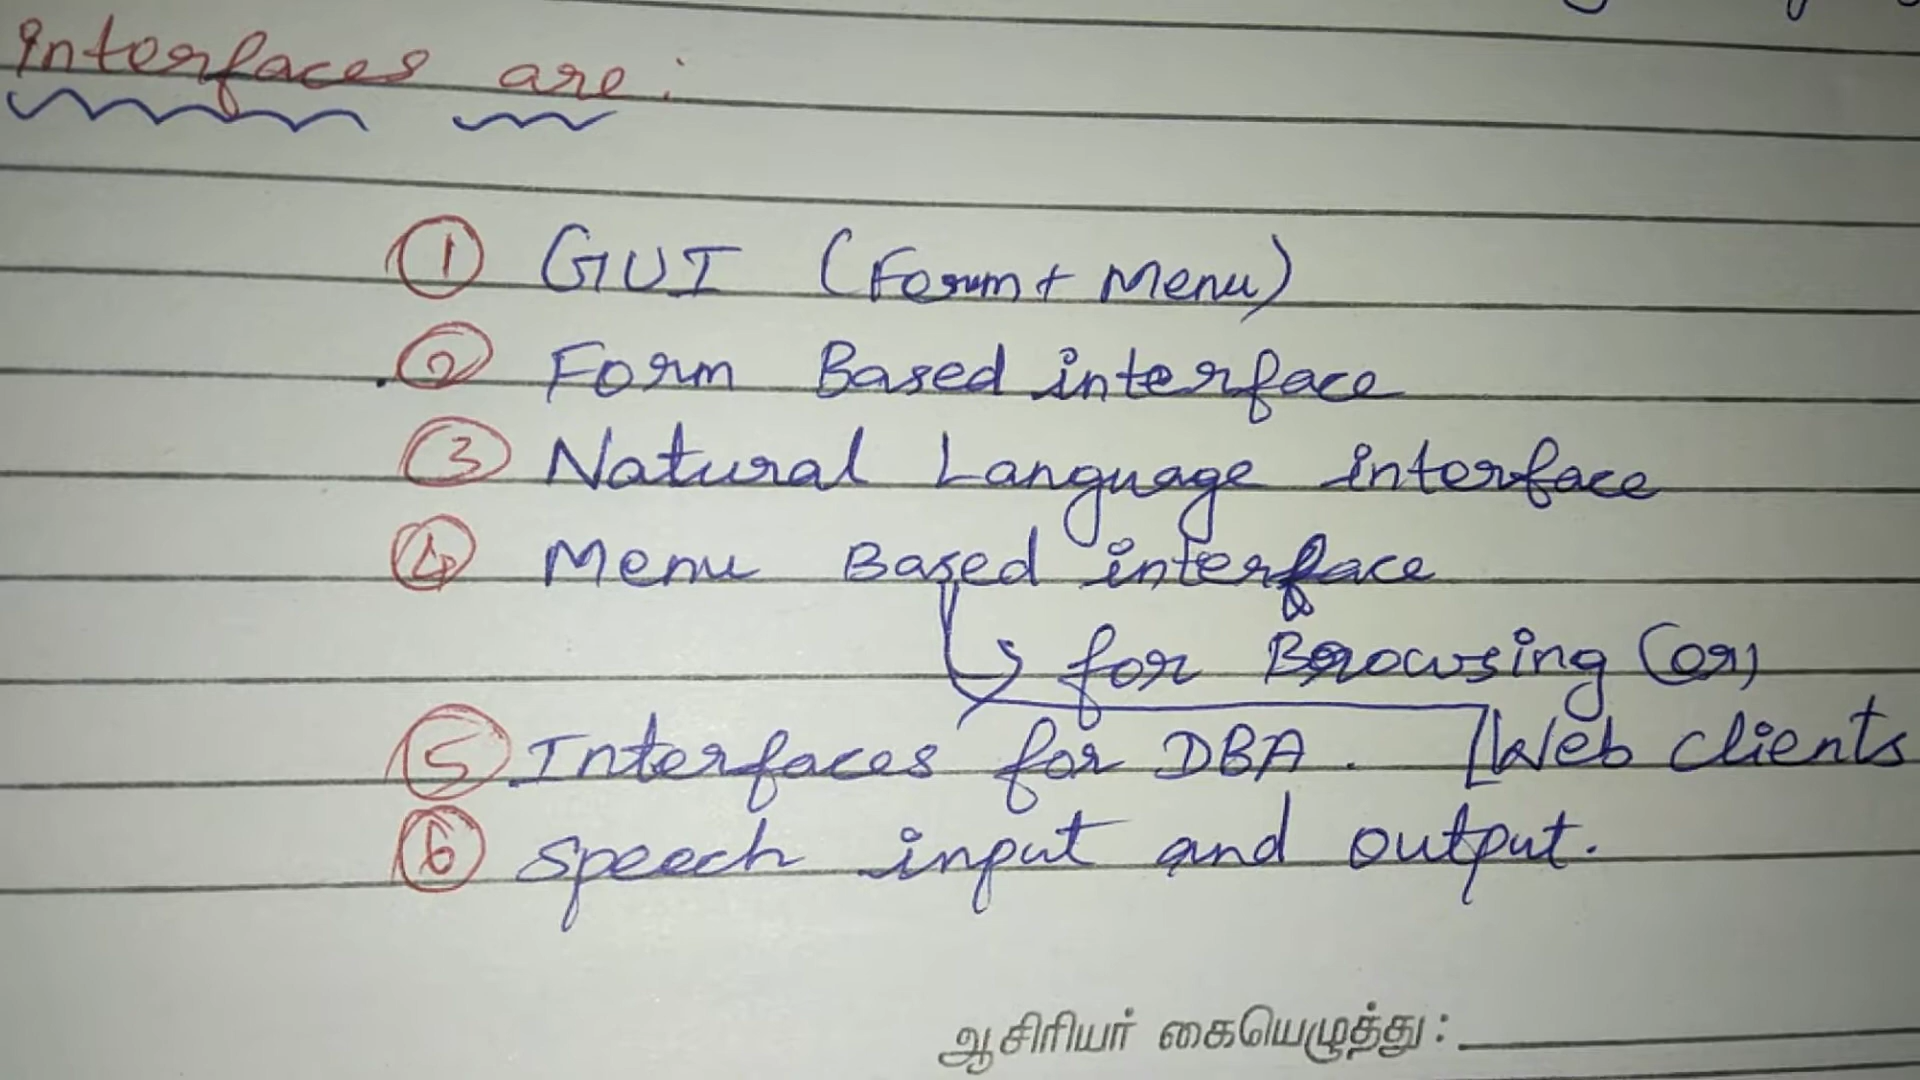 Interfaces are:
① GUI (Form + Menu)
② Form Based interface
③ Natural Language interface
④ Menu Based interface
for Browsing (or)
[Web clients
⑤ Interfaces for DBA.
⑥ Speech input and output.
ஆசிரியர் கையெழுத்து: